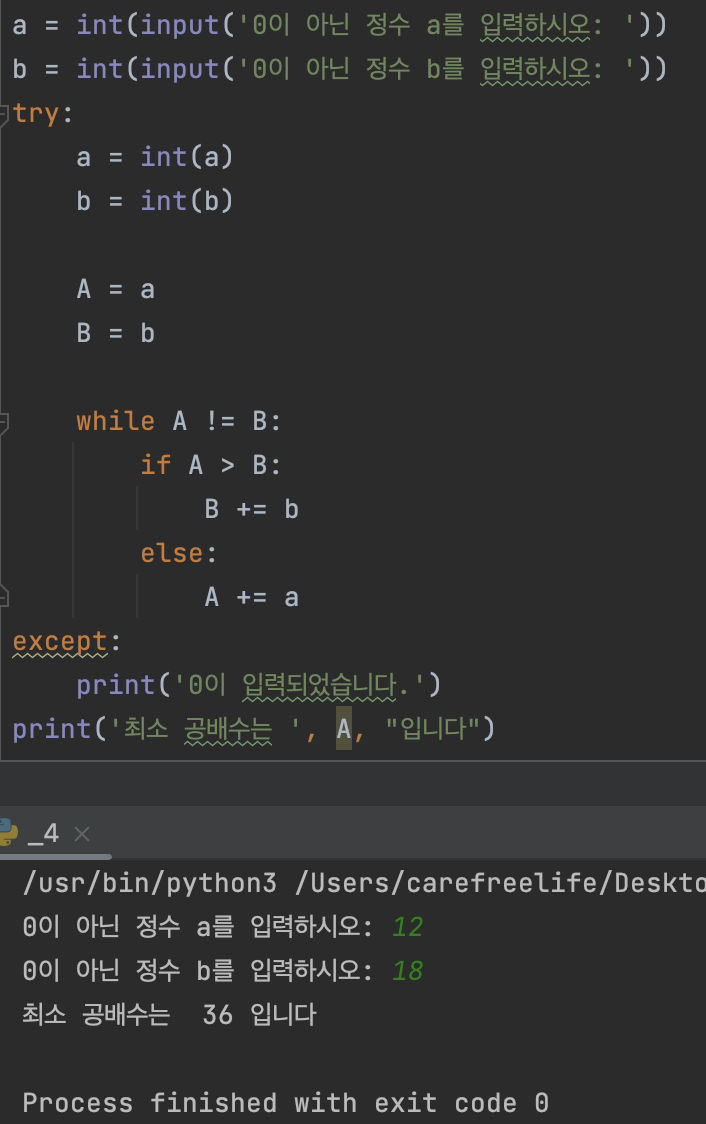 a = int(input('0이 아닌 정수 a를 입력하시오: '))
b = int(input('0이 아닌 정수 b를 입력하시오: '))
try:
    a = int(a)
    b = int(b)
    A = a
    B = b
    while A != B:
        if A > B:
            B += b
        else:
            A += a
except:
    print('0이 입력되었습니다.')
print('최소 공배수는 ', A, "입니다")
_4
/usr/bin/python3 /Users/carefreelife/Deskto
0이 아닌 정수 a를 입력하시오: 12
0이 아닌 정수 b를 입력하시오: 18
최소 공배수는  36 입니다
Process finished with exit code 0